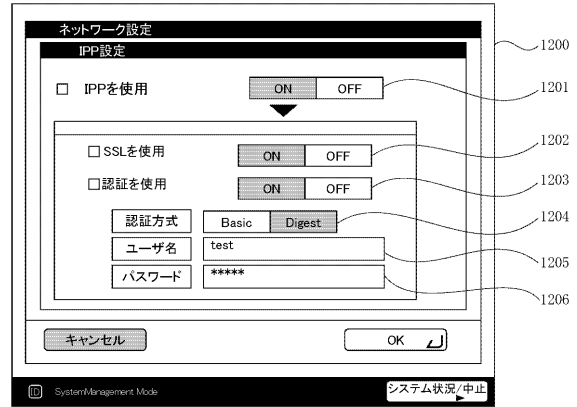 ネットワーク設定
IPP設定
1200
IPPを使用 ON OFF 1201
SSLを使用 ON OFF 1202
認証を使用 ON OFF 1203
認証方式 Basic Digest 1204
ユーザ名 test 1205
パスワード ***** 1206
キャンセル OK
ID SystemManagement Mode システム状況/中止